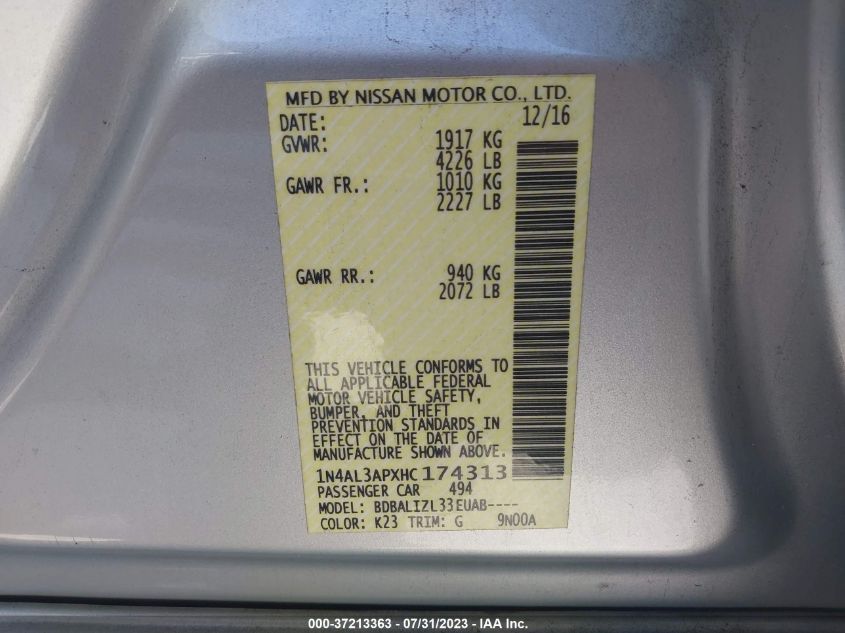 MFD BY NISSAN MOTOR CO., LTD.
DATE: 12/16
GVWR: 1917 KG
4226 LB
GAWR FR.: 1010 KG
2227 LB
GAWR RR.: 940 KG
2072 LB
THIS VEHICLE CONFORMS TO
ALL APPLICABLE FEDERAL
MOTOR VEHICLE SAFETY,
BUMPER, AND THEFT
PREVENTION STANDARDS IN
EFFECT ON THE DATE OF
MANUFACTURE SHOWN ABOVE.
1N4AL3APXHC174313
PASSENGER CAR 494
MODEL: BDBALIZL33EUAB----
COLOR: K23 TRIM: G 9N00A
000-37213363 - 07/31/2023 - IAA Inc.